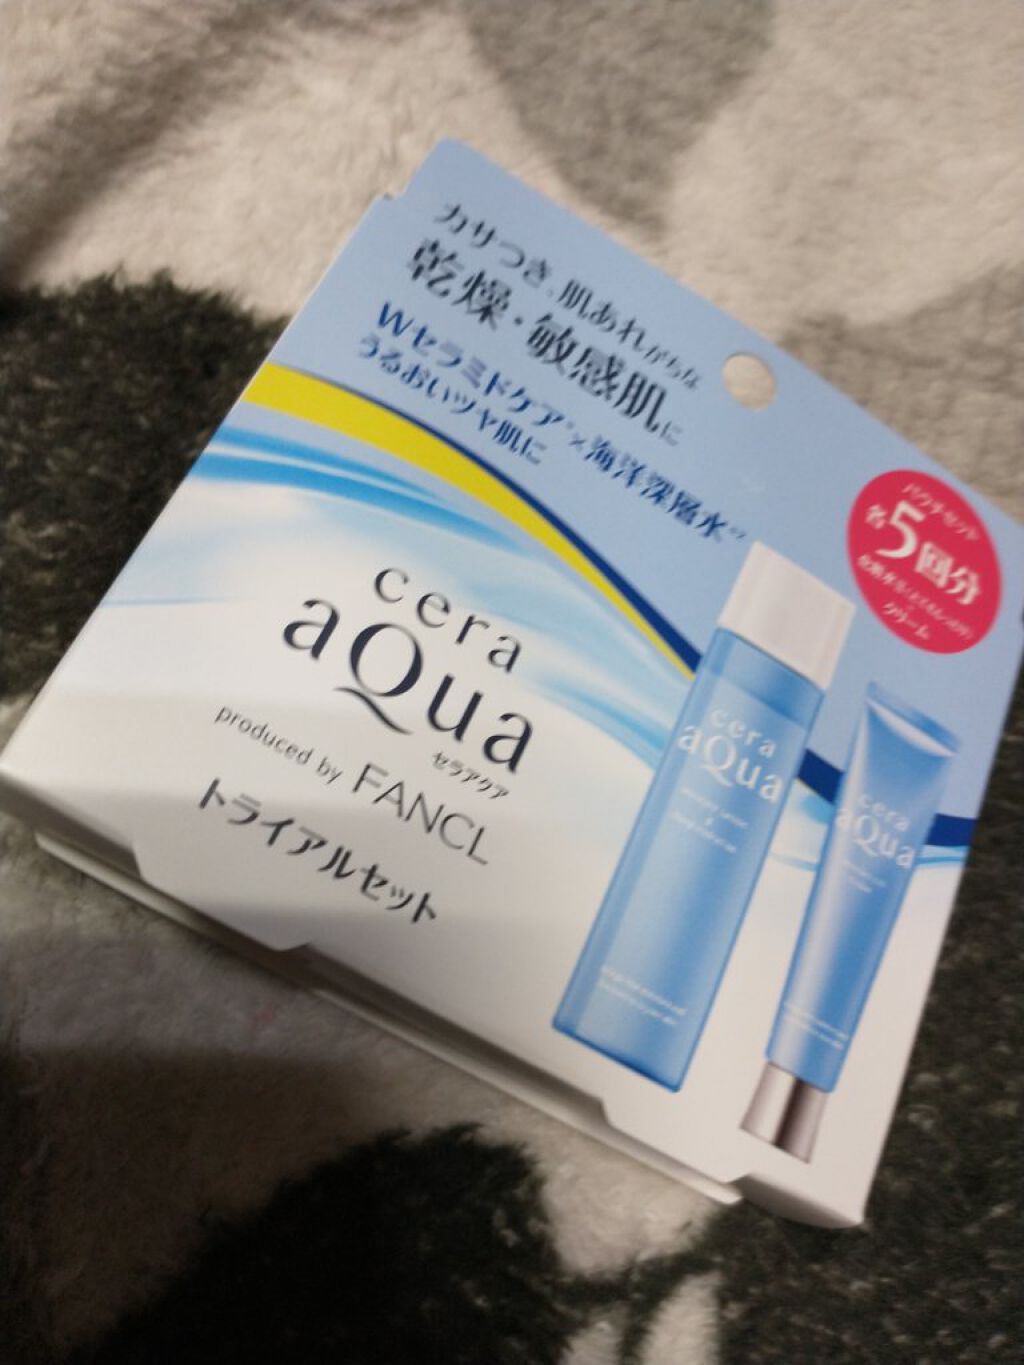 カサつき、肌あれがちな
乾燥・敏感肌に
Wセラミドケア×海洋深層水
うるおいツヤ肌に
パウチセット
各5回分
クリーム
cera
aQua
セラアクア
produced by FANCL
トライアルセット
cera
aQua
cera
aQua